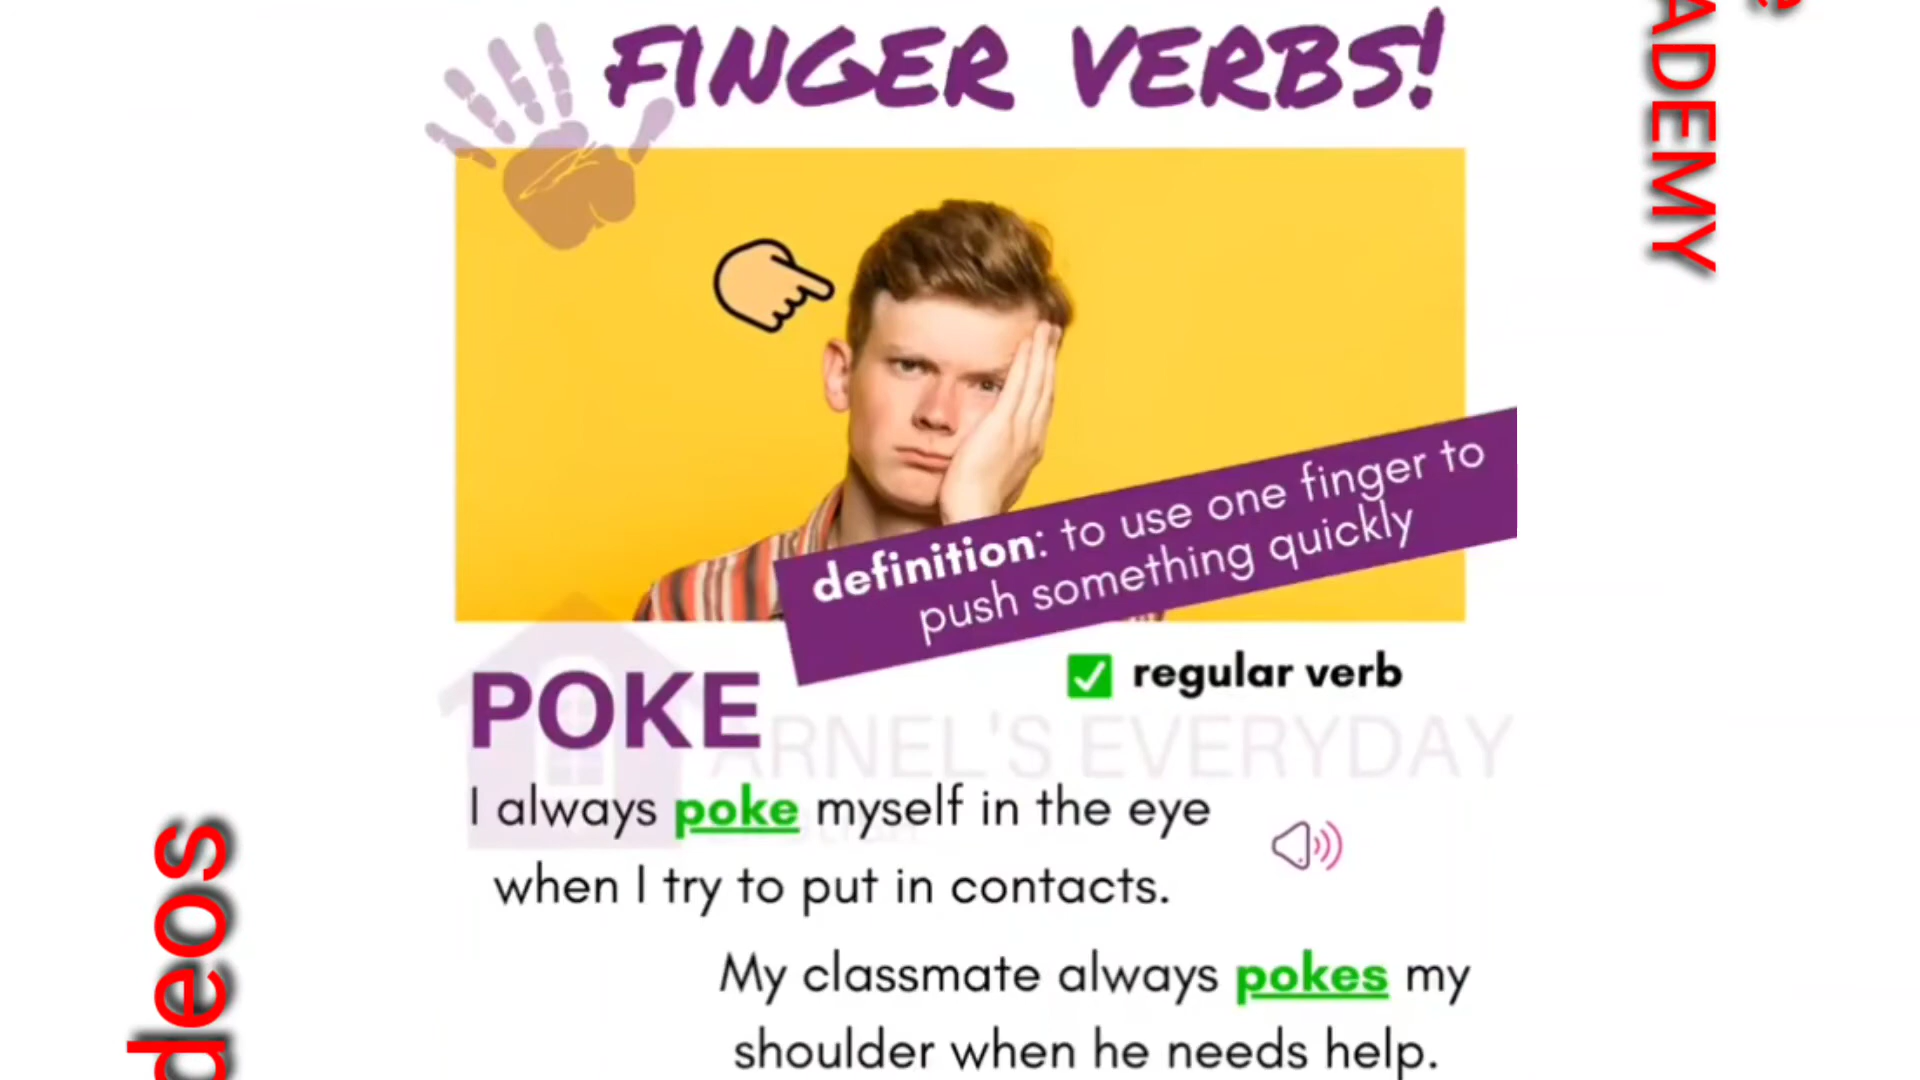 FINGER VERBS!
definition: to use one finger to
push something quickly
POKE
✅ regular verb
ARNEL'S EVERYDAY
I always poke myself in the eye
when I try to put in contacts.
My classmate always pokes my
shoulder when he needs help.
ADEMY
deos